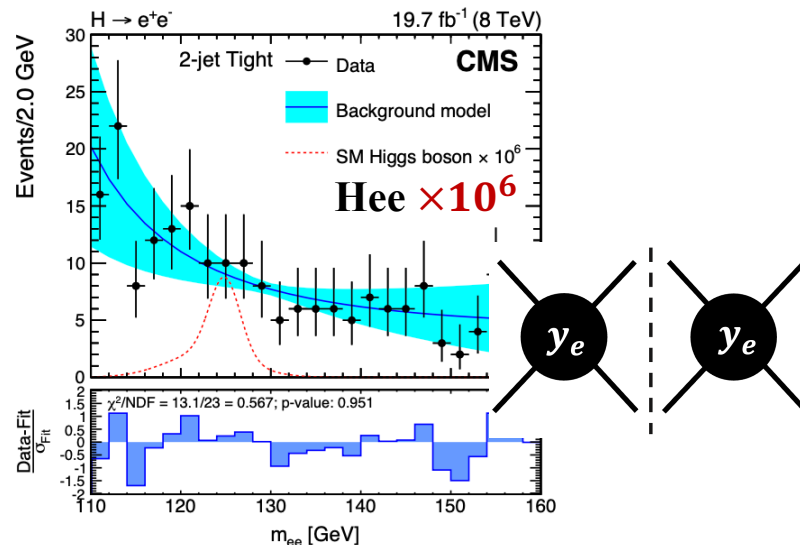 H → e⁺e⁻ 19.7 fb⁻¹ (8 TeV)
30
25
20
15
10
5
0
Events/2.0 GeV
2-jet Tight
Data
CMS
Background model
SM Higgs boson × 10⁶
Hee ×10⁶
yₑ
yₑ
χ²/NDF = 13.1/23 = 0.567; p-value: 0.951
2
1.5
1
0.5
0
-0.5
-1
-1.5
-2
Data-Fit
σFit
110 120 130 140 150 160
mₑₑ [GeV]